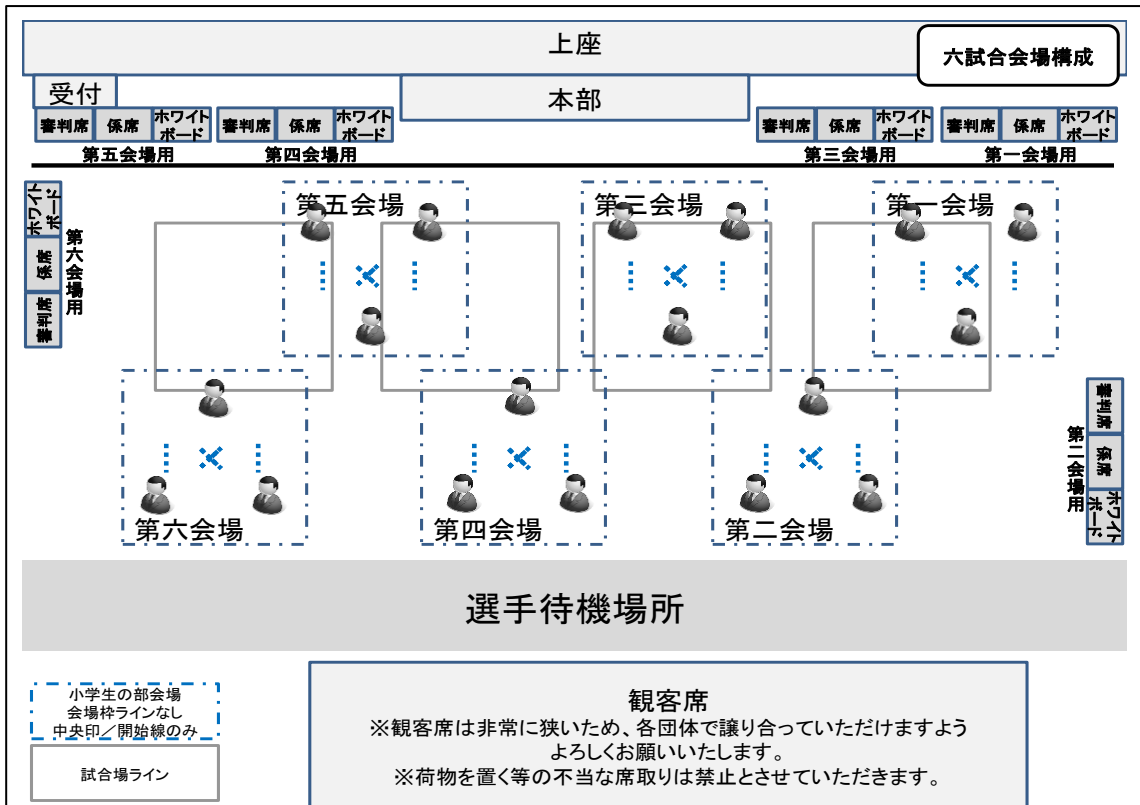 上座
六試合会場構成
受付
本部
審判席 係席 ホワイト
ボード
第五会場用
審判席 係席 ホワイト
ボード
第四会場用
審判席 係席 ホワイト
ボード
第三会場用
審判席 係席 ホワイト
ボード
第一会場用
ホワイト
ボード
係席
審判席
第六会場用
第五会場
第三会場
第一会場
審判席
係席
ホワイト
ボード
第二会場用
第六会場
第四会場
第二会場
選手待機場所
小学生の部会場
会場枠ラインなし
中央印/開始線のみ
試合場ライン
観客席
※観客席は非常に狭いため、各団体で譲り合っていただけますよう
よろしくお願いいたします。
※荷物を置く等の不当な席取りは禁止とさせていただきます。